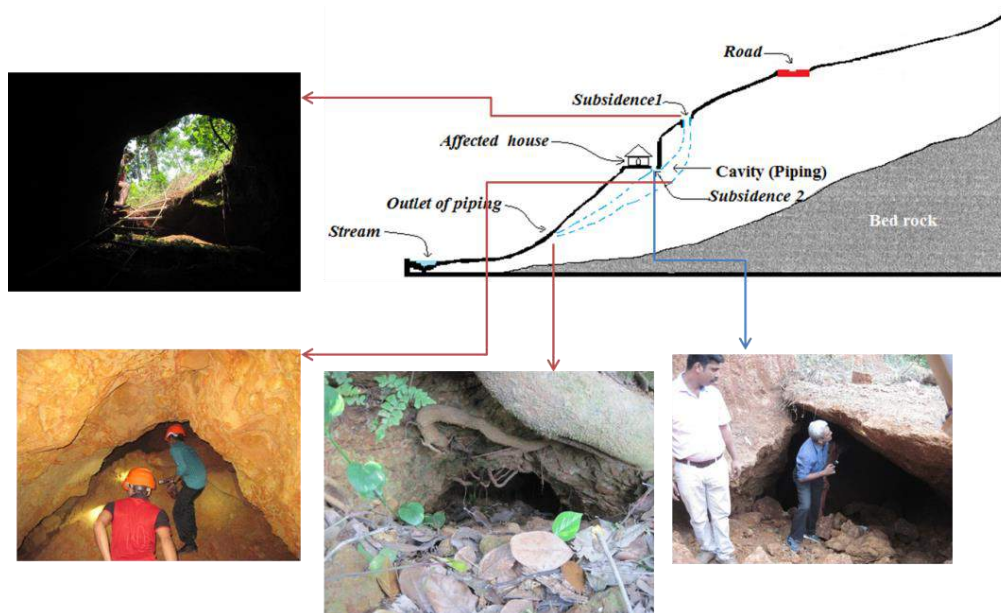 Road
Subsidence1
Affected house
Cavity (Piping)
Subsidence 2
Outlet of piping
Bed rock
Stream